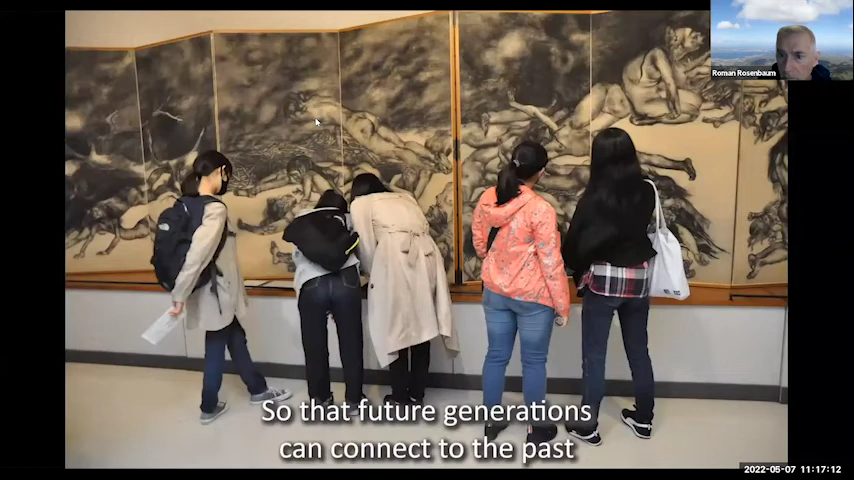 Roman Rosenbaum
So that future generations
can connect to the past
2022-05-07 11:17:12